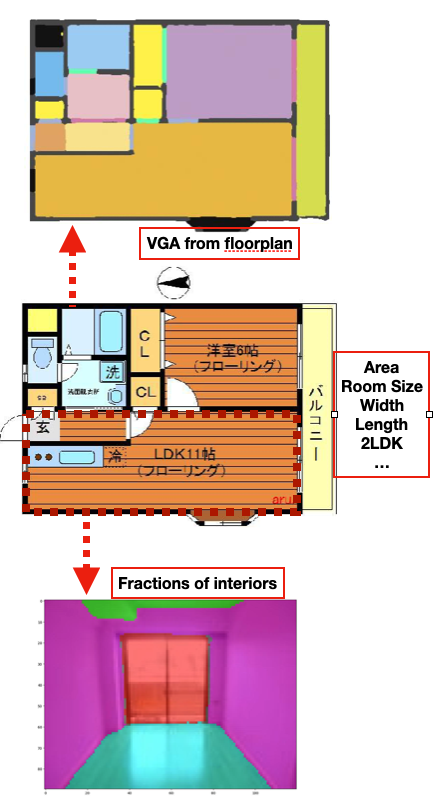 VGA from floorplan
C
L
洋室6帖
(フローリング)
洗
洗面脱衣所
CL
バルコニー
玄
冷
LDK11帖
(フローリング)
aru
Area
Room Size
Width
Length
2LDK
...
Fractions of interiors